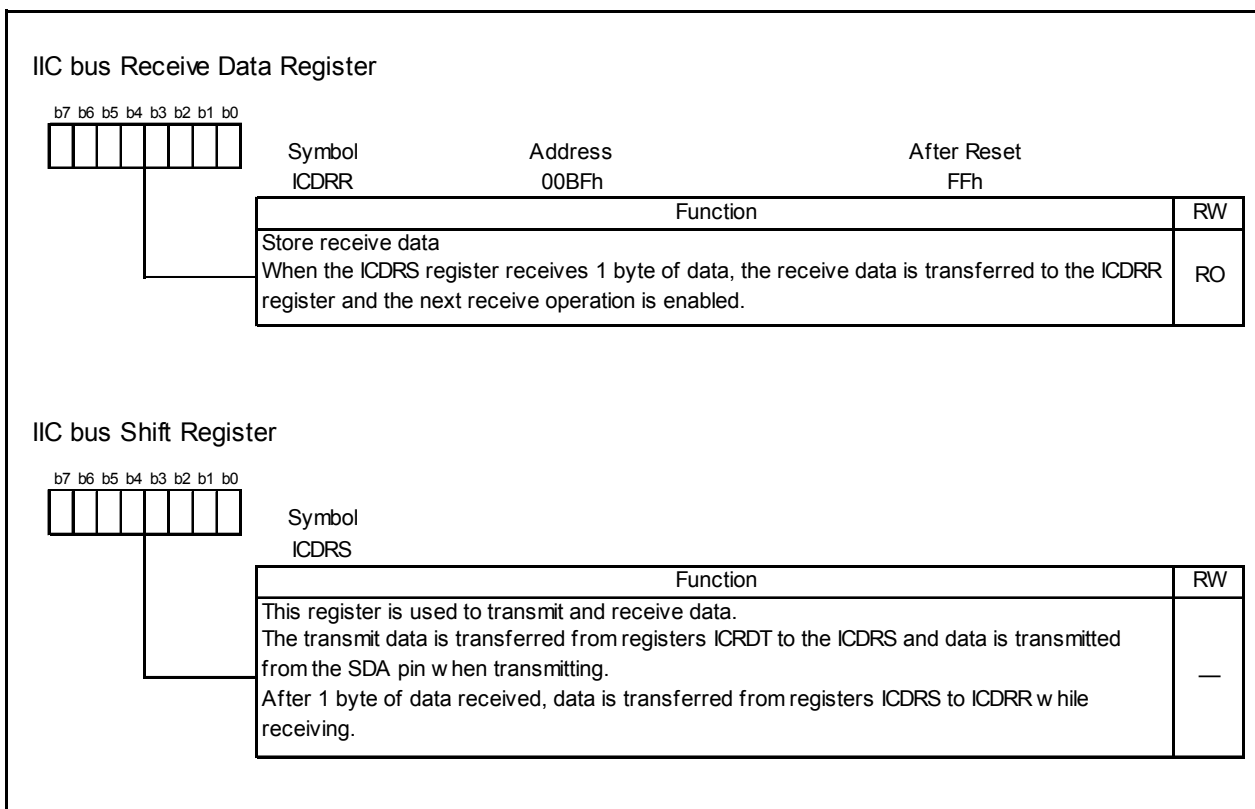 IIC bus Receive Data Register
b7 b6 b5 b4 b3 b2 b1 b0
Symbol Address After Reset
ICDRR 00BFh FFh
Function RW
Store receive data
When the ICDRS register receives 1 byte of data, the receive data is transferred to the ICDRR
register and the next receive operation is enabled.
RO
IIC bus Shift Register
b7 b6 b5 b4 b3 b2 b1 b0
Symbol
ICDRS
Function RW
This register is used to transmit and receive data.
The transmit data is transferred from registers ICRDT to the ICDRS and data is transmitted
from the SDA pin when transmitting.
After 1 byte of data received, data is transferred from registers ICDRS to ICDRR while
receiving.
—